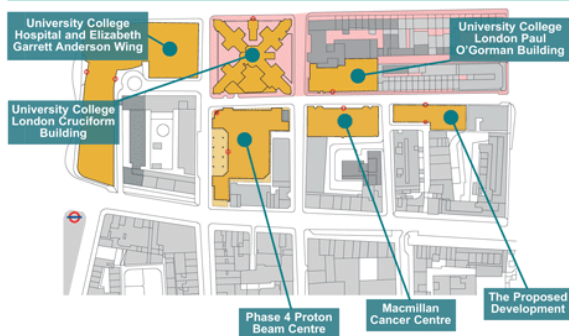 University College
Hospital and Elizabeth
Garrett Anderson Wing
University College
London Paul
O'Gorman Building
University College
London Cruciform
Building
Phase 4 Proton
Beam Centre
Macmillan
Cancer Centre
The Proposed
Development